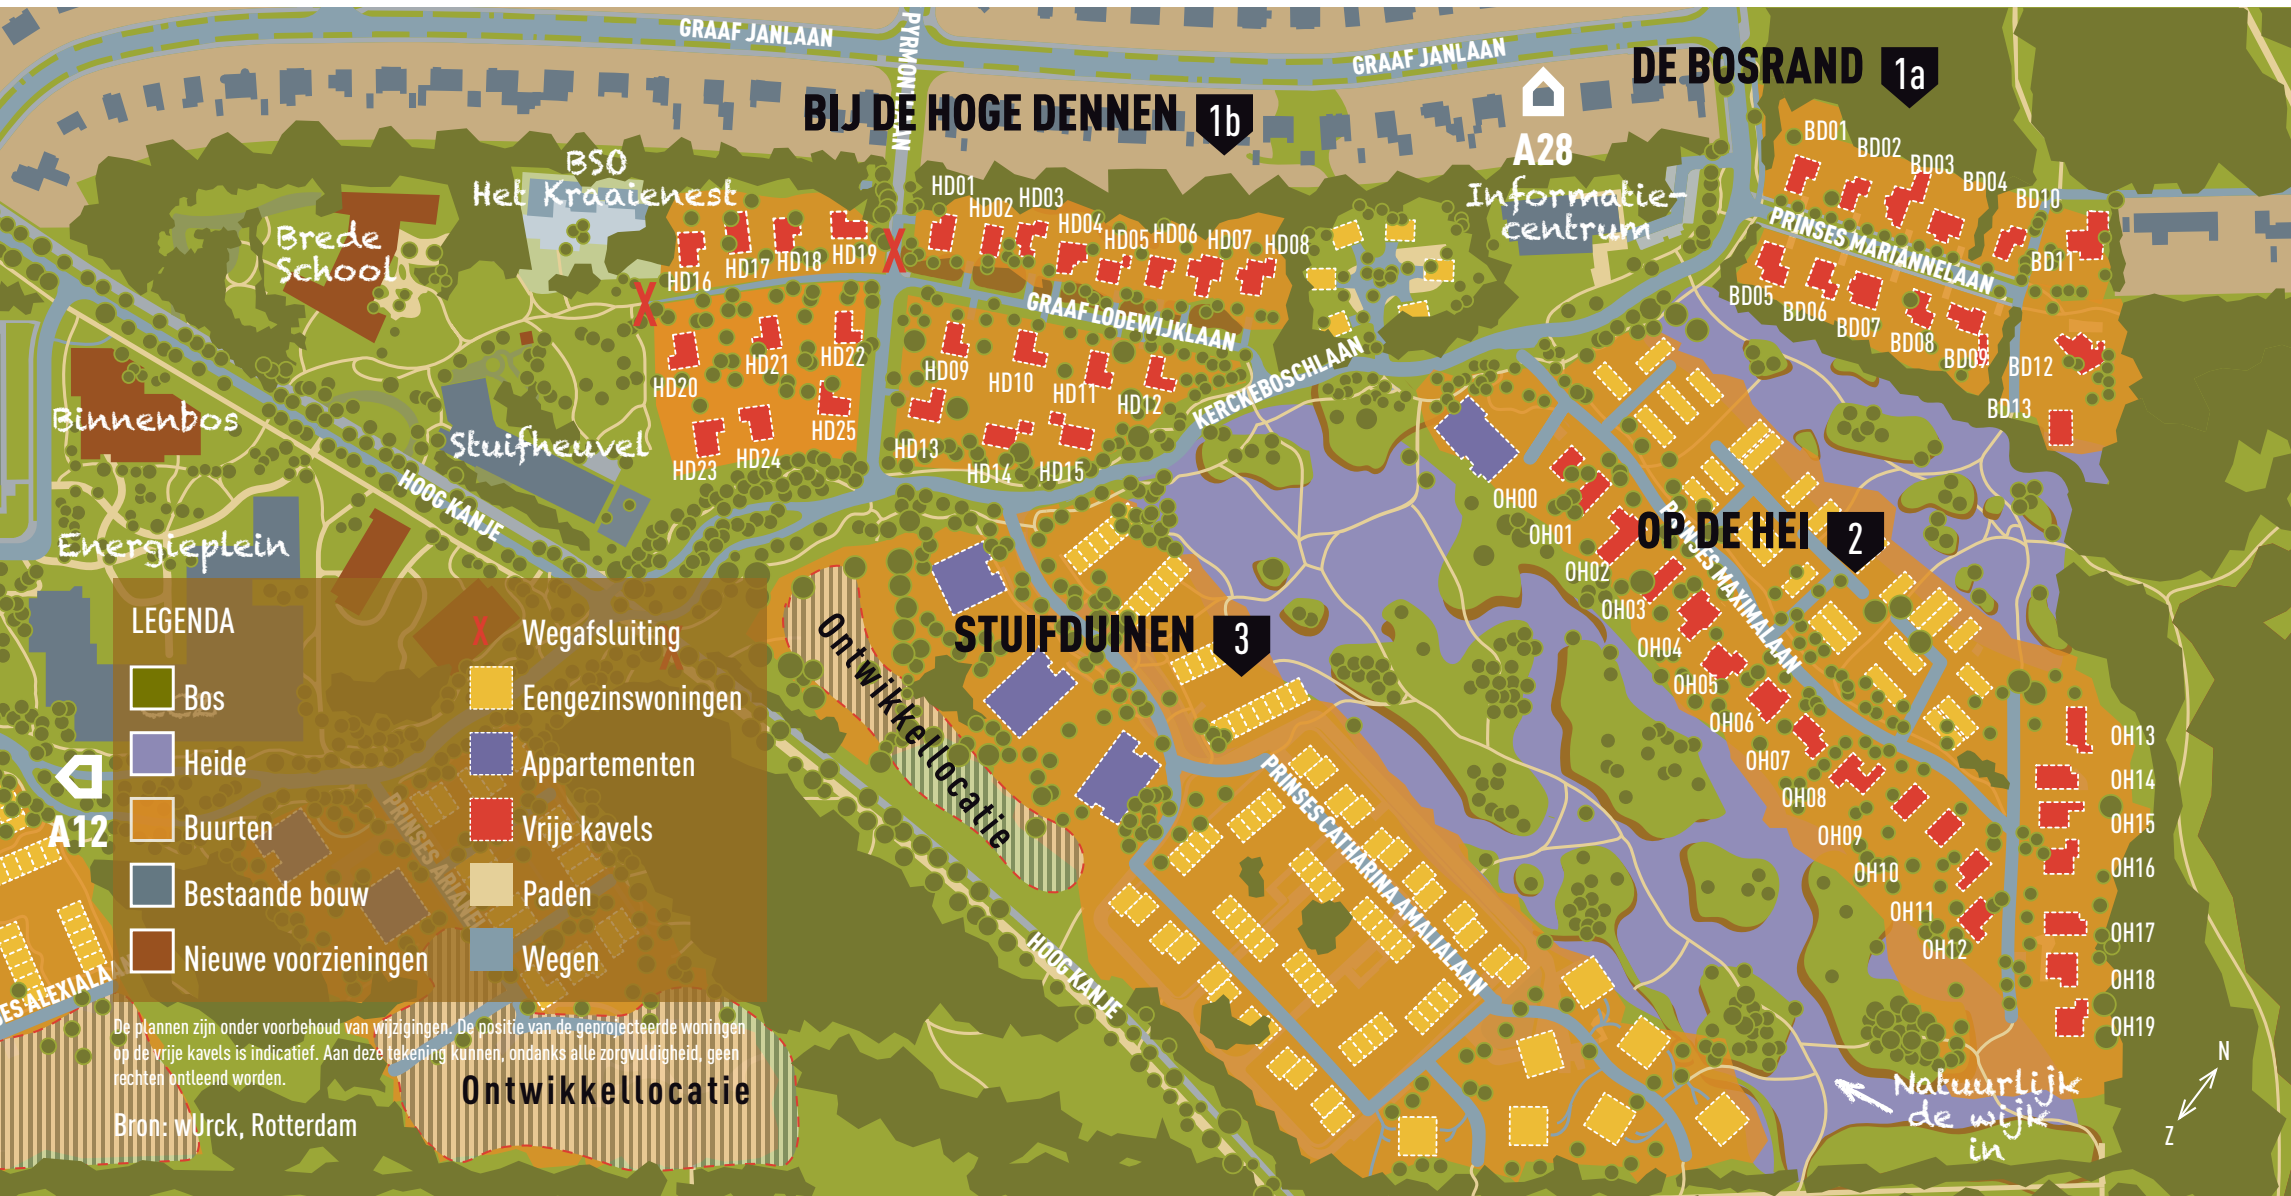 GRAAF JANLAAN
GRAAF JANLAAN
DE BOSRAND 1a
BIJ DE HOGE DENNEN 1b
A28
Informatie-
centrum
BSO
Het Kraaienest
Brede
School
Binnenbos
Stuifheuvel
Energieplein
HOOG KANJE
BD01
BD02
BD03
BD04
BD10
PRINSES MARIANNELAAN
BD11
BD05
BD06
BD07
BD08
BD09
BD12
BD13
HD01
HD02
HD03
HD04
HD05
HD06
HD07
HD08
HD16
HD17
HD18
HD19
X
X
GRAAF LODEWIJKLAAN
HD20
HD21
HD22
HD09
HD10
HD11
HD12
KERCKEBOSCHLAAN
HD23
HD24
HD25
HD13
HD14
HD15
OP DE HEI 2
PRINSES MAXIMALAAN
OH00
OH01
OH02
OH03
OH04
OH05
OH06
OH07
OH08
OH09
OH10
OH11
OH12
OH13
OH14
OH15
OH16
OH17
OH18
OH19
STUIFDUINEN 3
Ontwikkellocatie
PRINSES CATHARINA AMALIALAAN
HOOG KANJE
A12
LEGENDA
Bos
Heide
Buurten
Bestaande bouw
Nieuwe voorzieningen
X Wegafsluiting
Eengezinswoningen
Appartementen
Vrije kavels
Paden
Wegen
De plannen zijn onder voorbehoud van wijzigingen. De positie van de geprojecteerde woningen
op de vrije kavels is indicatief. Aan deze tekening kunnen, ondanks alle zorgvuldigheid, geen
rechten ontleend worden.
Ontwikkellocatie
Bron: wUrck, Rotterdam
Natuurlijk
de wijk
in
N
Z